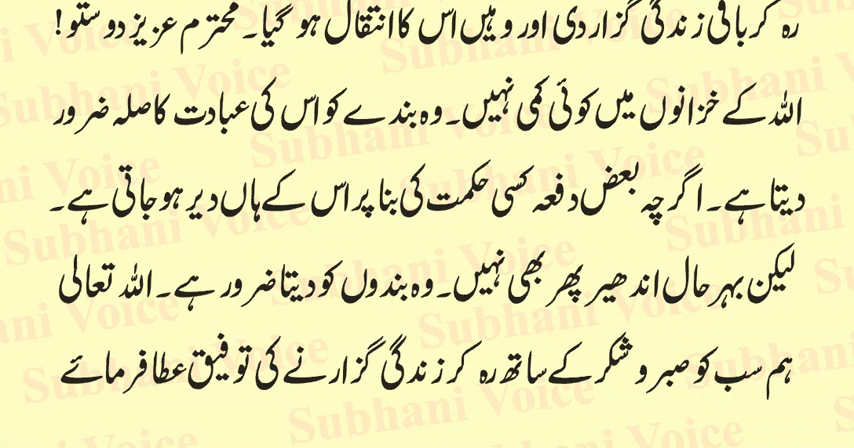 رہ کر باقی زندگی گزار دی اور وہیں اس کا انتقال ہو گیا۔ محترم عزیز دوستو!
اللہ کے خزانوں میں کوئی کمی نہیں۔ وہ بندے کو اس کی عبادت کا صلہ ضرور
دیتا ہے۔ اگرچہ بعض دفعہ کسی حکمت کی بنا پر اس کے ہاں دیر ہو جاتی ہے۔
لیکن بہر حال اندھیر پھر بھی نہیں۔ وہ بندوں کو دیتا ضرور ہے۔ اللہ تعالی
ہم سب کو صبر و شکر کے ساتھ رہ کر زندگی گزارنے کی توفیق عطا فرمائے
Subhani Voice